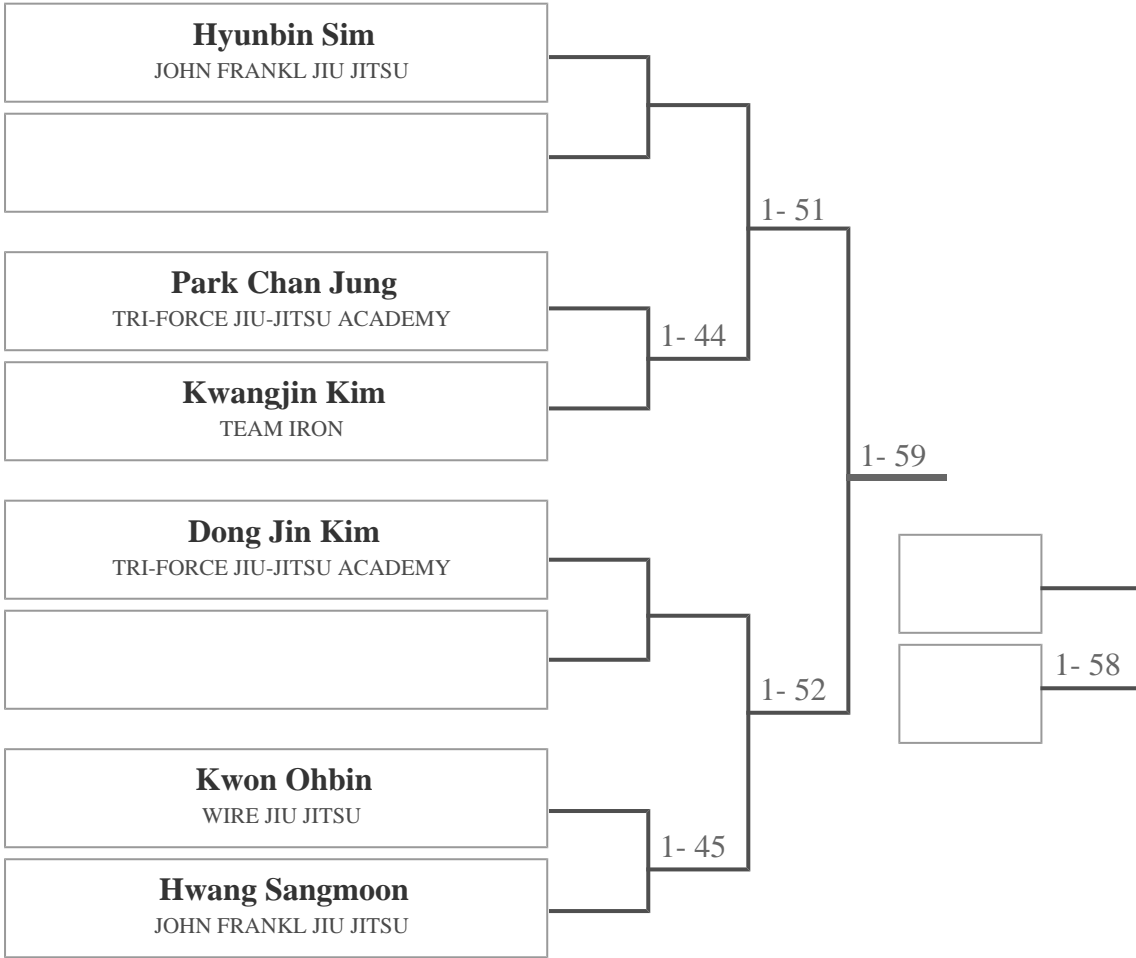 Hyunbin Sim
JOHN FRANKL JIU JITSU
1- 51
Park Chan Jung
TRI-FORCE JIU-JITSU ACADEMY
1- 44
Kwangjin Kim
TEAM IRON
1- 59
Dong Jin Kim
TRI-FORCE JIU-JITSU ACADEMY
1- 58
1- 52
Kwon Ohbin
WIRE JIU JITSU
1- 45
Hwang Sangmoon
JOHN FRANKL JIU JITSU